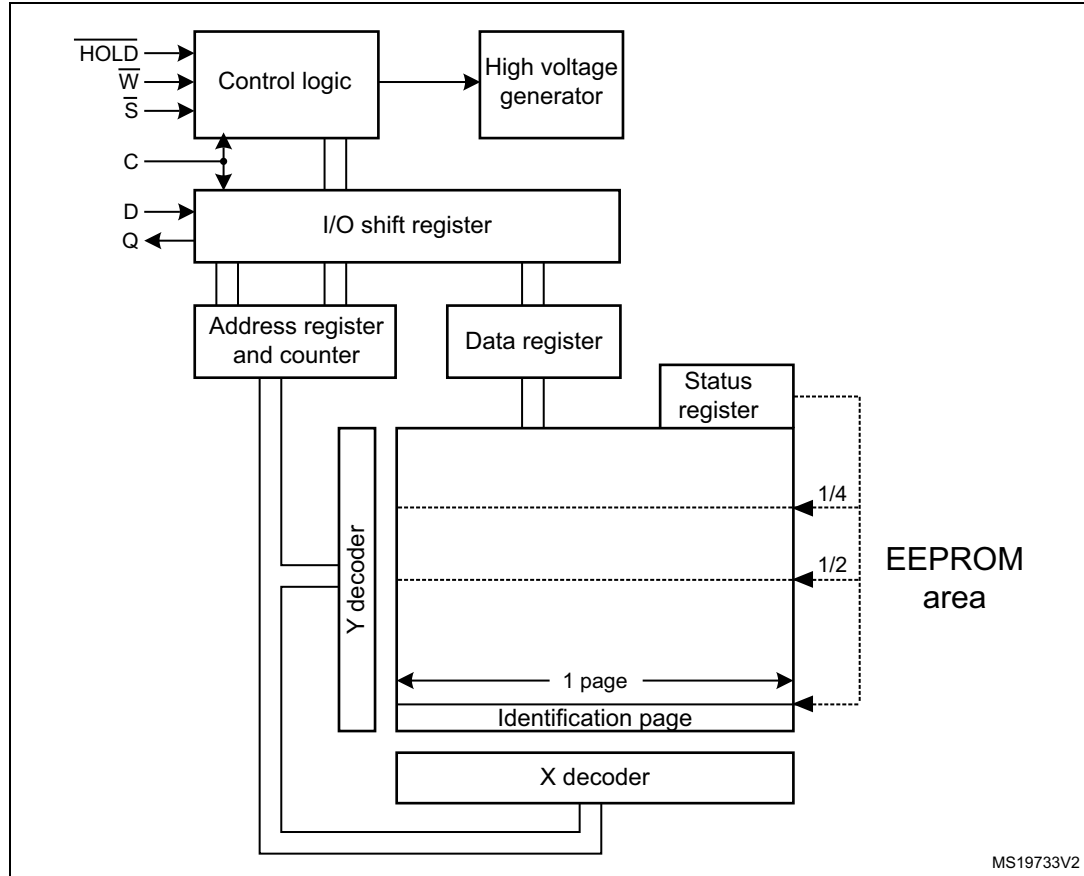 H̅O̅L̅D̅
W̅
S̅
C
D
Q
Control logic
High voltage
generator
I/O shift register
Address register
and counter
Data register
Status
register
1/4
1/2
EEPROM
area
Y decoder
1 page
Identification page
X decoder
MS19733V2